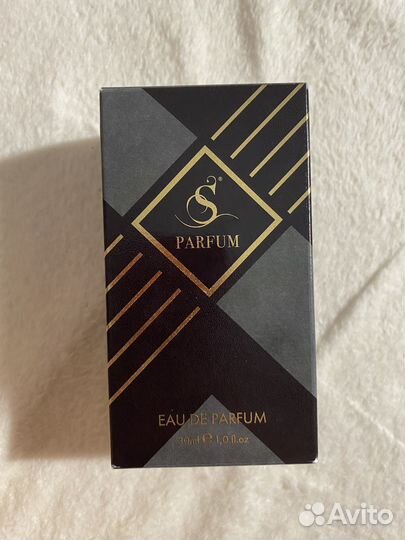 S®
PARFUM
EAU DE PARFUM
30ml ℮ 1,0 fl.oz
Avito